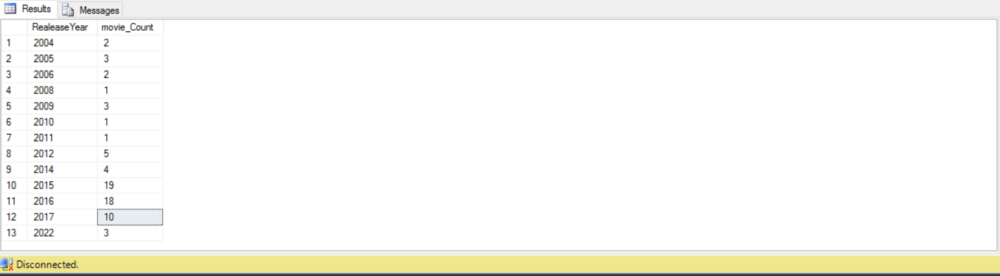 Results Messages
RealeaseYear movie_Count
1 2004 2
2 2005 3
3 2006 2
4 2008 1
5 2009 3
6 2010 1
7 2011 1
8 2012 5
9 2014 4
10 2015 19
11 2016 18
12 2017 10
13 2022 3
Disconnected.